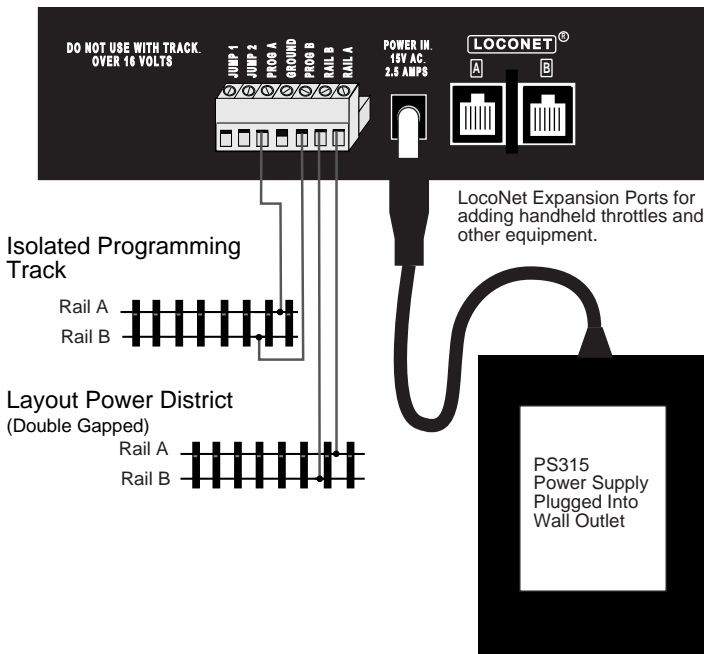 DO NOT USE WITH TRACK.
OVER 16 VOLTS
JUMP 1
JUMP 2
PROG A
GROUND
PROG B
RAIL B
RAIL A
POWER IN.
15V AC.
2.5 AMPS
LOCONET®
A
B
LocoNet Expansion Ports for
adding handheld throttles and
other equipment.
Isolated Programming
Track
Rail A
Rail B
Layout Power District
(Double Gapped)
Rail A
Rail B
PS315
Power Supply
Plugged Into
Wall Outlet